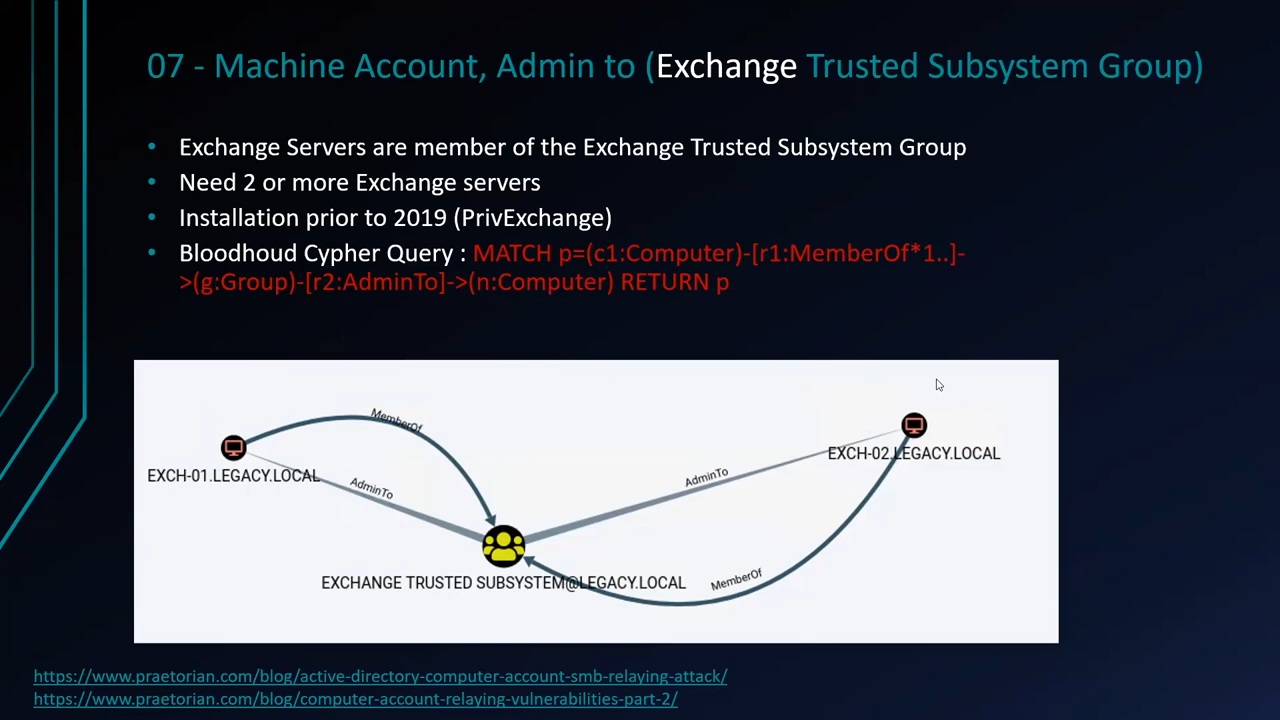 07 - Machine Account, Admin to (Exchange Trusted Subsystem Group)
• Exchange Servers are member of the Exchange Trusted Subsystem Group
• Need 2 or more Exchange servers
• Installation prior to 2019 (PrivExchange)
• Bloodhoud Cypher Query : MATCH p=(c1:Computer)-[r1:MemberOf*1..]-
>(g:Group)-[r2:AdminTo]->(n:Computer) RETURN p
MemberOf
EXCH-01.LEGACY.LOCAL
AdminTo
AdminTo
EXCH-02.LEGACY.LOCAL
EXCHANGE TRUSTED SUBSYSTEM@LEGACY.LOCAL
MemberOf
https://www.praetorian.com/blog/active-directory-computer-account-smb-relaying-attack/
https://www.praetorian.com/blog/computer-account-relaying-vulnerabilities-part-2/